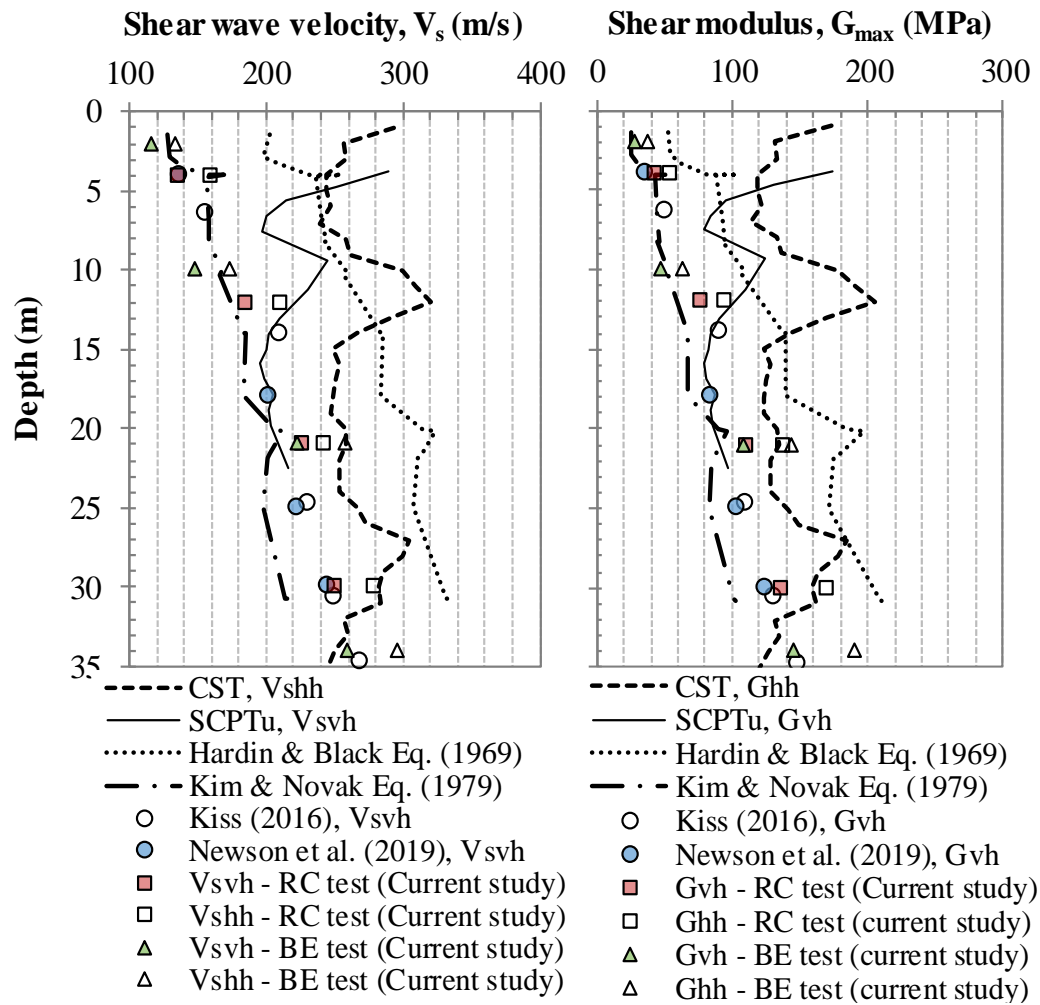 Shear wave velocity, Vs (m/s)
100 200 300 400
Depth (m)
0
5
10
15
20
25
30
35
CST, Vshh
SCPTu, Vsvh
Hardin & Black Eq. (1969)
Kim & Novak Eq. (1979)
Kiss (2016), Vsvh
Newson et al. (2019), Vsvh
Vsvh - RC test (Current study)
Vshh - RC test (Current study)
Vsvh - BE test (Current study)
Vshh - BE test (Current study)
Shear modulus, Gmax (MPa)
0 100 200 300
CST, Ghh
SCPTu, Gvh
Hardin & Black Eq. (1969)
Kim & Novak Eq. (1979)
Kiss (2016), Gvh
Newson et al. (2019), Gvh
Gvh - RC test (Current study)
Ghh - RC test (current study)
Gvh - BE test (current study)
Ghh - BE test (current study)